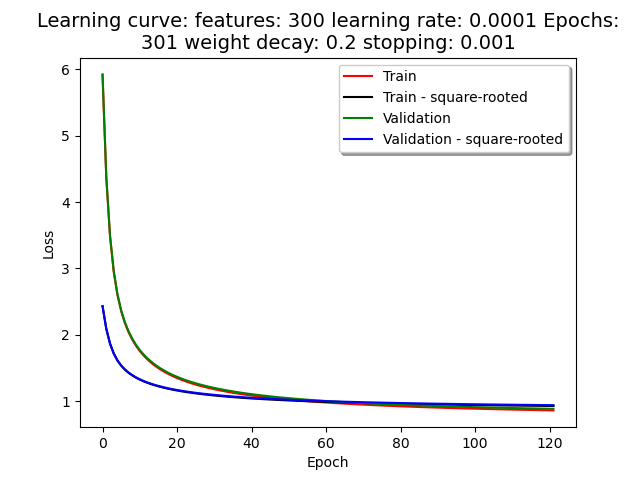 Learning curve: features: 300 learning rate: 0.0001 Epochs:
301 weight decay: 0.2 stopping: 0.001
Train
Train - square-rooted
Validation
Validation - square-rooted
6
5
4
3
2
1
Loss
0 20 40 60 80 100 120
Epoch